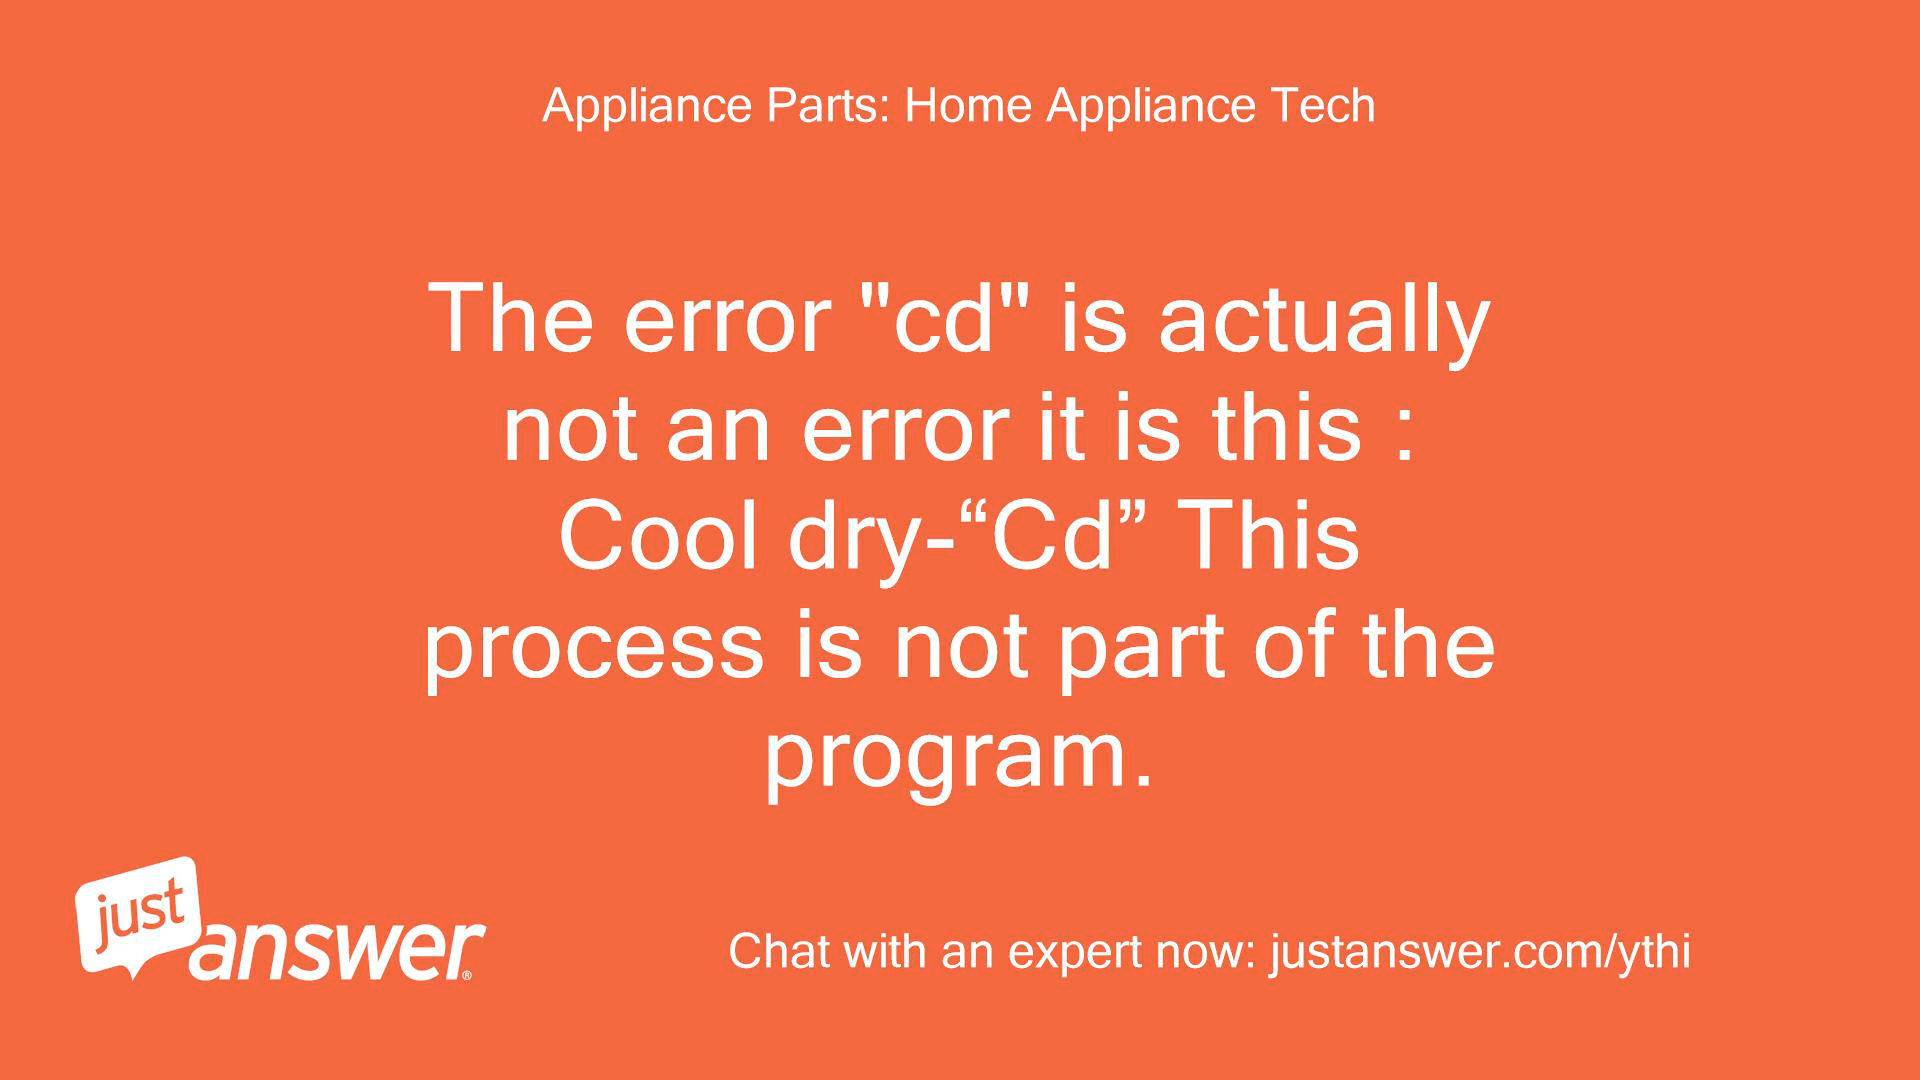 Appliance Parts: Home Appliance Tech
The error "cd" is actually
not an error it is this :
Cool dry-“Cd” This
process is not part of the
program.
just
answer®
Chat with an expert now: justanswer.com/ythi